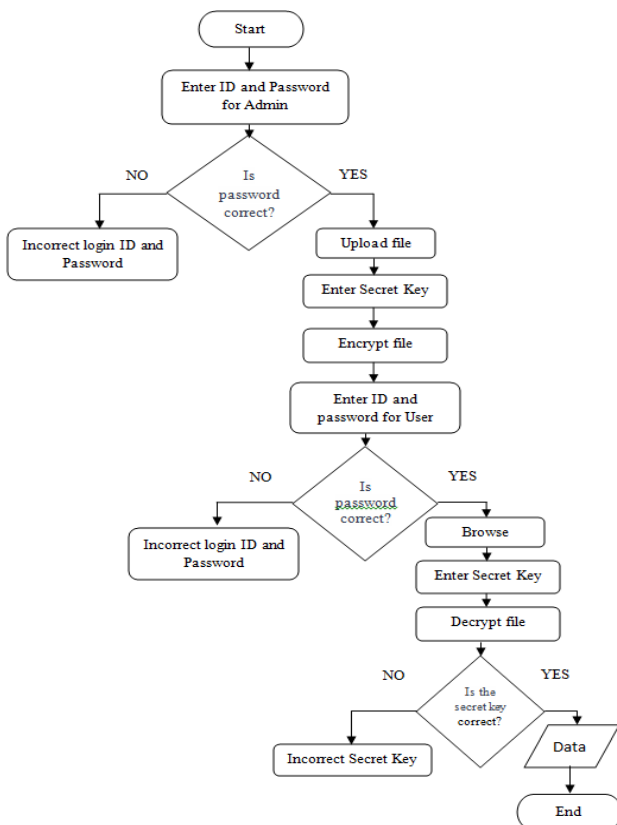 Start
Enter ID and Password
for Admin
NO
YES
Is
password
correct?
Incorrect login ID and
Password
Upload file
Enter Secret Key
Encrypt file
Enter ID and
password for User
NO
YES
Is
password
correct?
Incorrect login ID and
Password
Browse
Enter Secret Key
Decrypt file
NO
YES
Is the
secret key
correct?
Incorrect Secret Key
Data
End